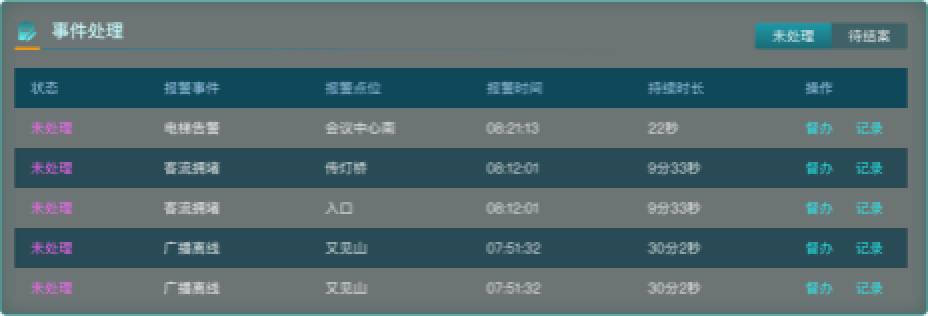 事件处理
未处理 待结案
状态 报警事件 报警点位 报警时间 持续时长 操作
未处理 电梯告警 会议中心南 08:21:13 22秒 督办 记录
未处理 客流拥堵 传灯桥 08:12:01 9分33秒 督办 记录
未处理 客流拥堵 入口 08:12:01 9分33秒 督办 记录
未处理 广播离线 又见山 07:51:32 30分2秒 督办 记录
未处理 广播离线 又见山 07:51:32 30分2秒 督办 记录